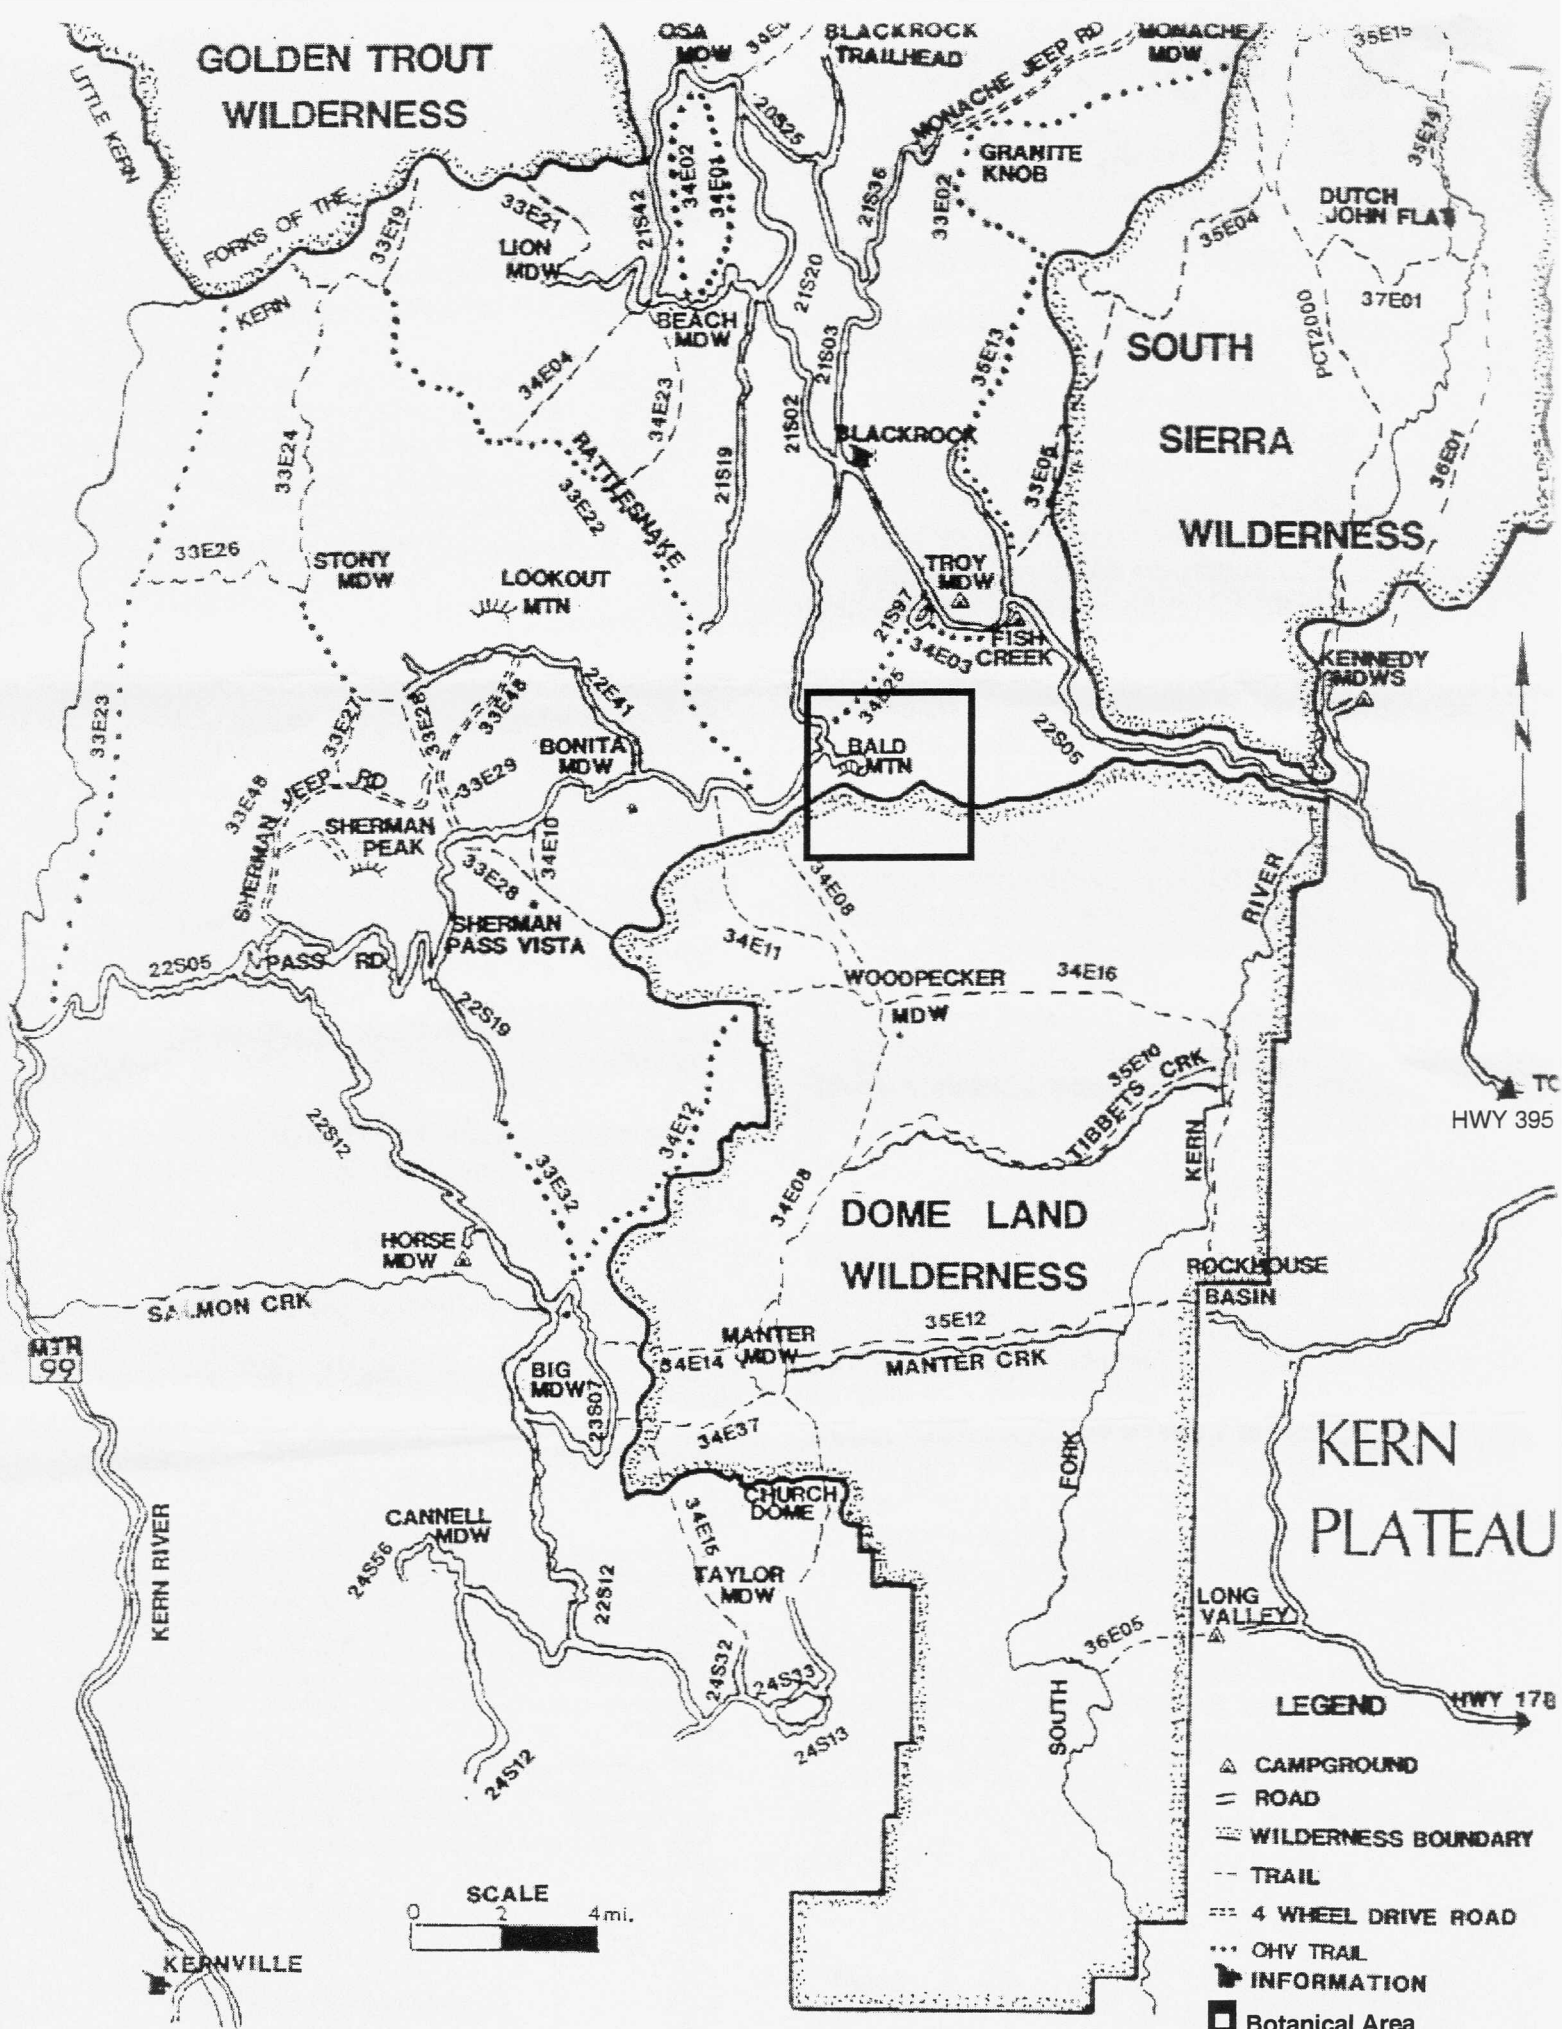 GOLDEN TROUT
WILDERNESS
OSA
MDW
BLACKROCK
TRAILHEAD
MONACHE JEEP RD
MONACHE
MDW
35E15
LITTLE KERN
20S25
34E02
34E01
GRANITE
KNOB
35E14
33E21
21S42
21S36
33E02
DUTCH
JOHN FLAT
FORKS OF THE
KERN
33E19
LION
MDW
35E04
21S20
37E01
BEACH
MDW
21S03
35E13
SOUTH
SIERRA
WILDERNESS
PCT2000
34E04
34E23
21S02
33E24
21S19
BLACKROCK
RATTLESNAKE
33E22
33E05
36E01
33E26
STONY
MDW
LOOKOUT
MTN
TROY
MDW
21S97
34E03
FISH
CREEK
KENNEDY
MDWS
N
34E25
33E23
33E27
33E48
22E41
BONITA
MDW
BALD
MTN
22S05
33E29
33E48
SHERMAN
JEEP RD
SHERMAN
PEAK
34E10
33E28
34E08
SHERMAN
PASS VISTA
34E11
RIVER
22S05
PASS RD
WOODPECKER
MDW
34E16
22S19
35E10
TIBBETS CRK
TO
HWY 395
22S12
34E12
33E32
KERN
34E08
DOME LAND
WILDERNESS
HORSE
MDW
ROCKHOUSE
BASIN
SALMON CRK
35E12
MTN
99
MANTER
MDW
34E14
MANTER CRK
BIG
MDW
23S07
34E37
KERN
PLATEAU
FORK
CHURCH
DOME
CANNELL
MDW
24S56
KERN RIVER
TAYLOR
MDW
22S12
LONG
VALLEY
36E05
24S32
24S33
24S13
SOUTH
24S12
HWY 178
LEGEND
CAMPGROUND
ROAD
WILDERNESS BOUNDARY
TRAIL
4 WHEEL DRIVE ROAD
OHV TRAIL
INFORMATION
Botanical Area
SCALE
0 2 4mi.
KERNVILLE